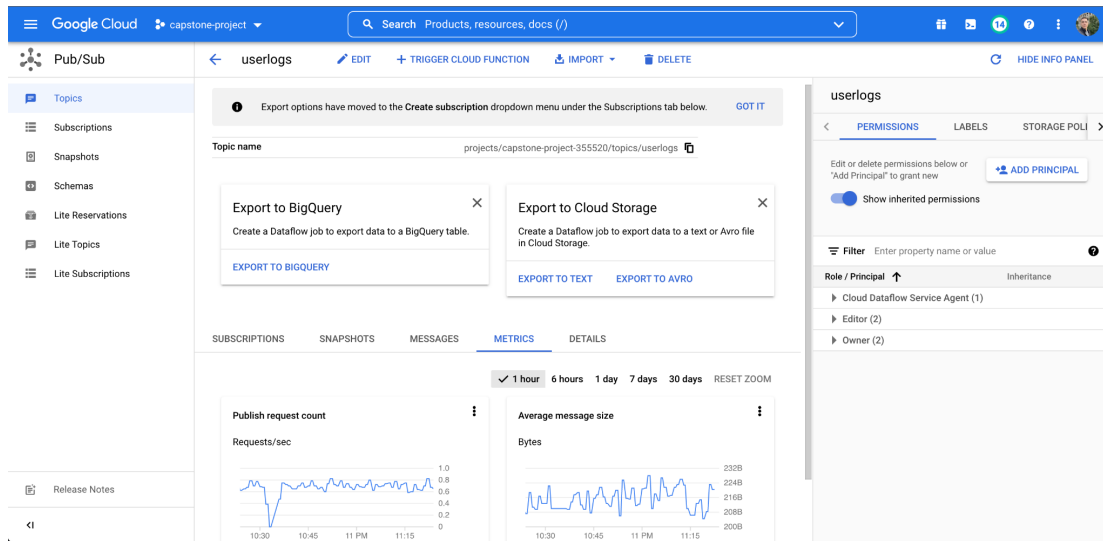 Google Cloud
capstone-project
Search Products, resources, docs (/)
14
Pub/Sub
Topics
Subscriptions
Snapshots
Schemas
Lite Reservations
Lite Topics
Lite Subscriptions
Release Notes
userlogs
EDIT
+ TRIGGER CLOUD FUNCTION
IMPORT
DELETE
HIDE INFO PANEL
Export options have moved to the Create subscription dropdown menu under the Subscriptions tab below.
GOT IT
Topic name
projects/capstone-project-355520/topics/userlogs
Export to BigQuery
Create a Dataflow job to export data to a BigQuery table.
EXPORT TO BIGQUERY
Export to Cloud Storage
Create a Dataflow job to export data to a text or Avro file
in Cloud Storage.
EXPORT TO TEXT
EXPORT TO AVRO
SUBSCRIPTIONS
SNAPSHOTS
MESSAGES
METRICS
DETAILS
1 hour
6 hours
1 day
7 days
30 days
RESET ZOOM
Publish request count
Requests/sec
1.0
0.8
0.6
0.4
0.2
0
10:30
10:45
11 PM
11:15
Average message size
Bytes
232B
224B
216B
208B
200B
10:30
10:45
11 PM
11:15
userlogs
PERMISSIONS
LABELS
STORAGE POLI
Edit or delete permissions below or
"Add Principal" to grant new
ADD PRINCIPAL
Show inherited permissions
Filter Enter property name or value
Role / Principal
Inheritance
Cloud Dataflow Service Agent (1)
Editor (2)
Owner (2)